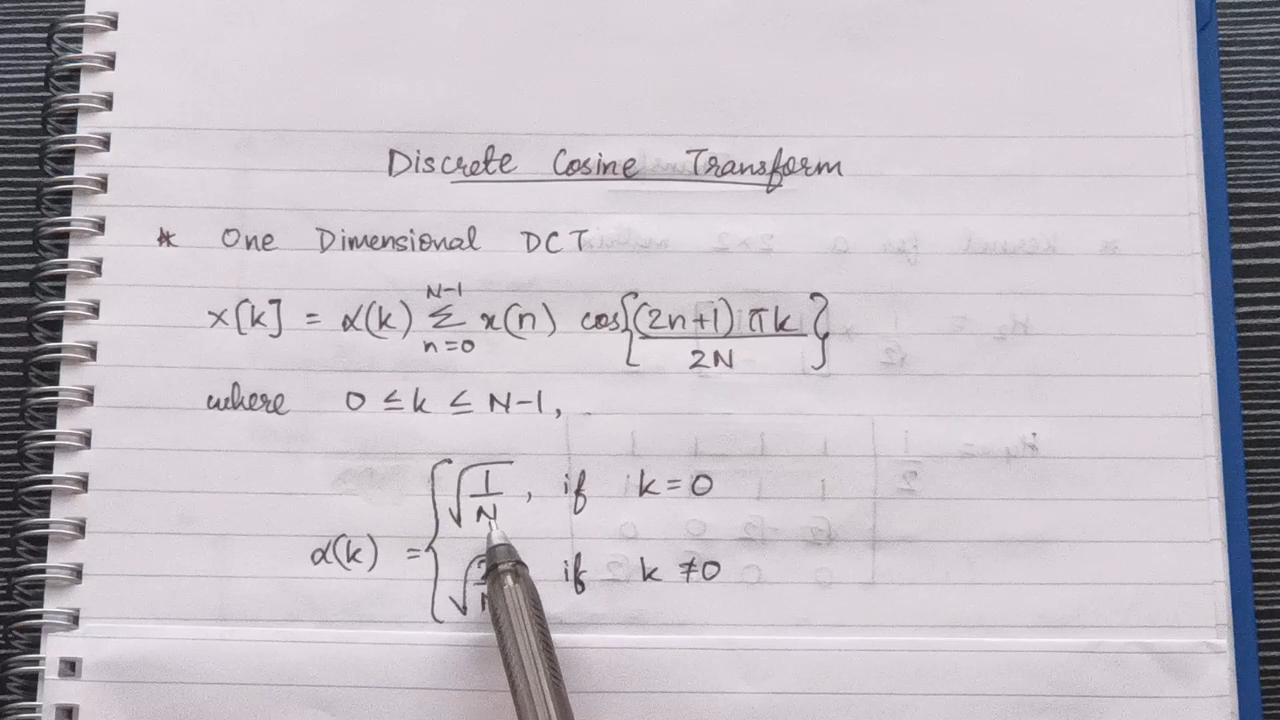 Discrete Cosine Transform
* One Dimensional DCT
x[k] = α(k) Σ_{n=0}^{N-1} x(n) cos{(2n+1)πk / 2N}
where 0 ≤ k ≤ N-1,
α(k) = { √(1/N), if k = 0
if k ≠ 0